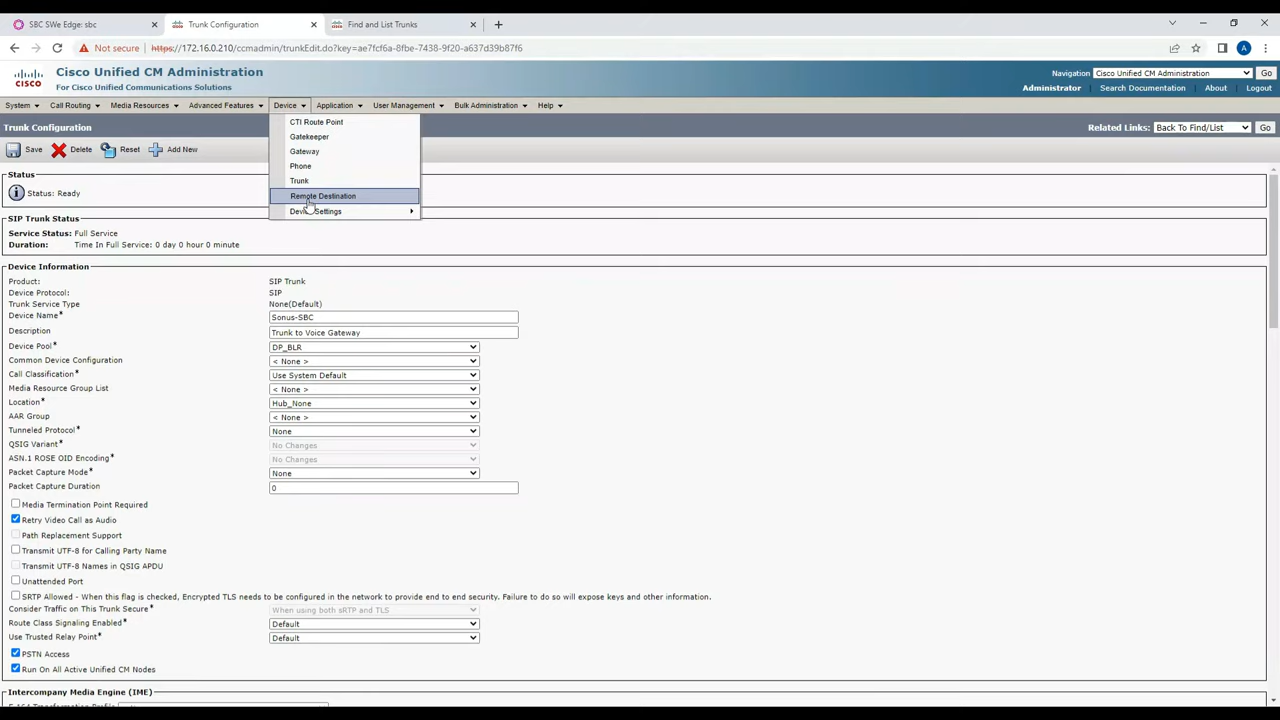 SBC SWe Edge: sbc
Trunk Configuration
Find and List Trunks
Not secure https://172.16.0.210/ccmadmin/trunkEdit.do?key=ae7fcf6a-8fbe-7438-9f20-a637d39b87f6
A
CISCO
Cisco Unified CM Administration
For Cisco Unified Communications Solutions
Navigation Cisco Unified CM Administration Go
Administrator Search Documentation About Logout
System Call Routing Media Resources Advanced Features Device Application User Management Bulk Administration Help
Trunk Configuration
Related Links: Back To Find/List Go
CTI Route Point
Gatekeeper
Gateway
Phone
Trunk
Remote Destination
Device Settings
Save Delete Reset Add New
Status
Status: Ready
SIP Trunk Status
Service Status: Full Service
Duration: Time In Full Service: 0 day 0 hour 0 minute
Device Information
Product: SIP Trunk
Device Protocol: SIP
Trunk Service Type None(Default)
Device Name* Sonus-SBC
Description Trunk to Voice Gateway
Device Pool* DP_BLR
Common Device Configuration < None >
Call Classification* Use System Default
Media Resource Group List < None >
Location* Hub_None
AAR Group < None >
Tunneled Protocol* None
QSIG Variant* No Changes
ASN.1 ROSE OID Encoding* No Changes
Packet Capture Mode* None
Packet Capture Duration 0
Media Termination Point Required
Retry Video Call as Audio
Path Replacement Support
Transmit UTF-8 for Calling Party Name
Transmit UTF-8 Names in QSIG APDU
Unattended Port
SRTP Allowed - When this flag is checked, Encrypted TLS needs to be configured in the network to provide end to end security. Failure to do so will expose keys and other information.
Consider Traffic on This Trunk Secure* When using both sRTP and TLS
Route Class Signaling Enabled* Default
Use Trusted Relay Point* Default
PSTN Access
Run On All Active Unified CM Nodes
Intercompany Media Engine (IME)
E.164 Transformation Profile